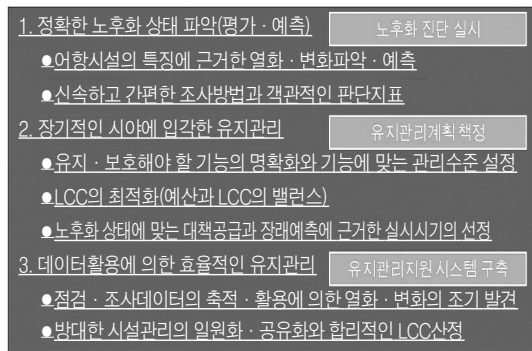 1. 정확한 노후화 상태 파악(평가 · 예측) 노후화 진단 실시
●어항시설의 특징에 근거한 열화 · 변화파악 · 예측
●신속하고 간편한 조사방법과 객관적인 판단지표
2. 장기적인 시야에 입각한 유지관리 유지관리계획 책정
●유지 · 보호해야 할 기능의 명확화와 기능에 맞는 관리수준 설정
●LCC의 최적화(예산과 LCC의 밸런스)
●노후화 상태에 맞는 대책공급과 장래예측에 근거한 실시시기의 선정
3. 데이터활용에 의한 효율적인 유지관리 유지관리지원 시스템 구축
●점검 · 조사데이터의 축적 · 활용에 의한 열화 · 변화의 조기 발견
●방대한 시설관리의 일원화 · 공유화와 합리적인 LCC산정